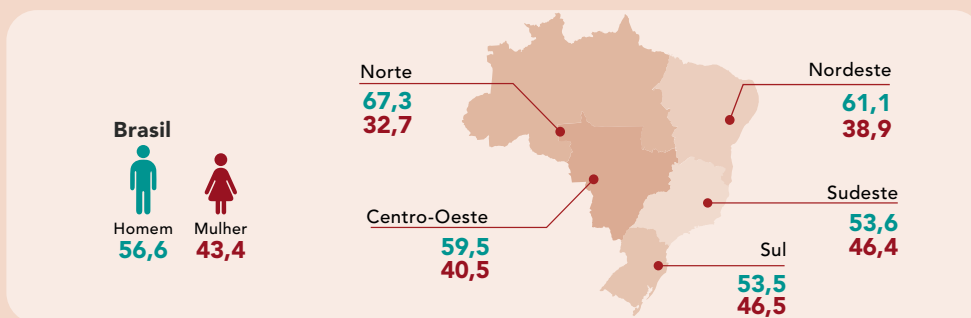 Brasil
Homem
56,6
Mulher
43,4
Norte
67,3
32,7
Nordeste
61,1
38,9
Centro-Oeste
59,5
40,5
Sudeste
53,6
46,4
Sul
53,5
46,5